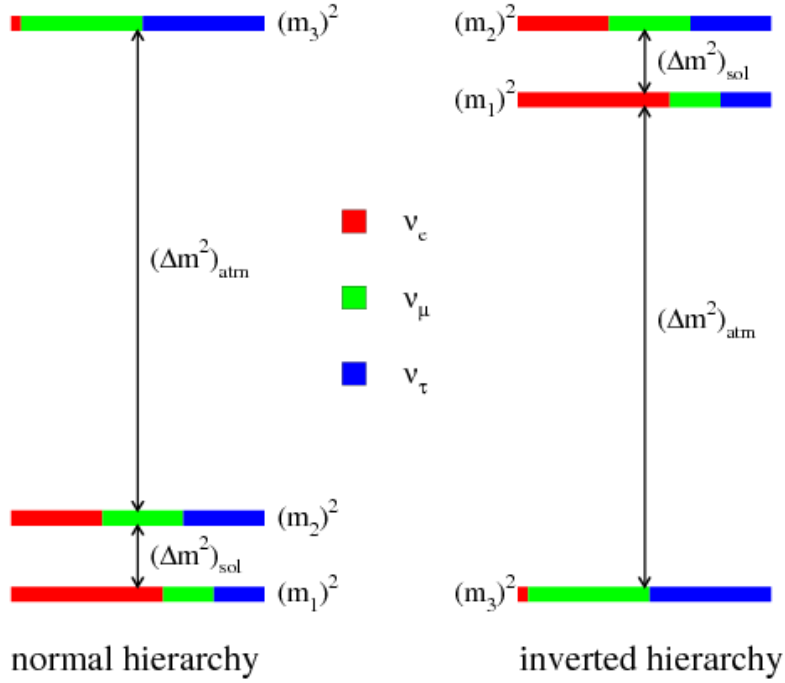 (m₃)²
(m₂)²
(Δm²)sol
(m₁)²
(Δm²)atm
νe
νμ
ντ
(Δm²)atm
(m₂)²
(Δm²)sol
(m₁)²
(m₃)²
normal hierarchy
inverted hierarchy